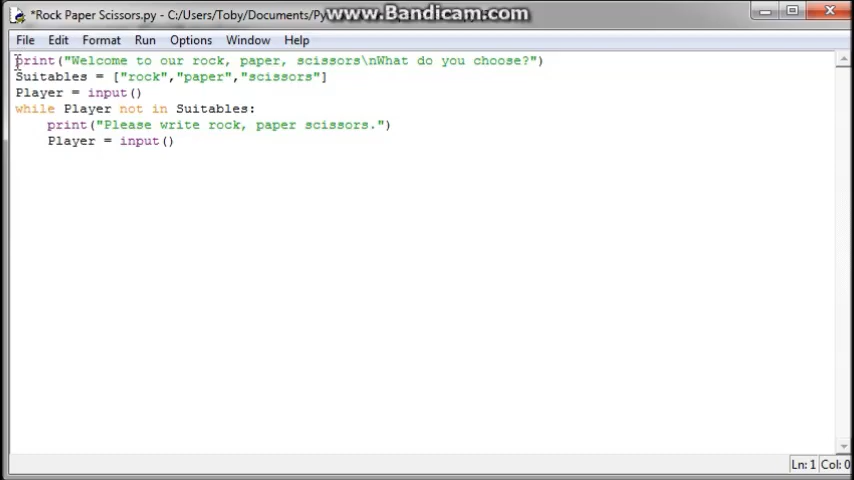 *Rock Paper Scissors.py - C:/Users/Toby/Documents/Py
www.Bandicam.com
File Edit Format Run Options Window Help
print("Welcome to our rock, paper, scissors\nWhat do you choose?")
Suitables = ["rock","paper","scissors"]
Player = input()
while Player not in Suitables:
    print("Please write rock, paper scissors.")
    Player = input()
Ln: 1 Col: 0